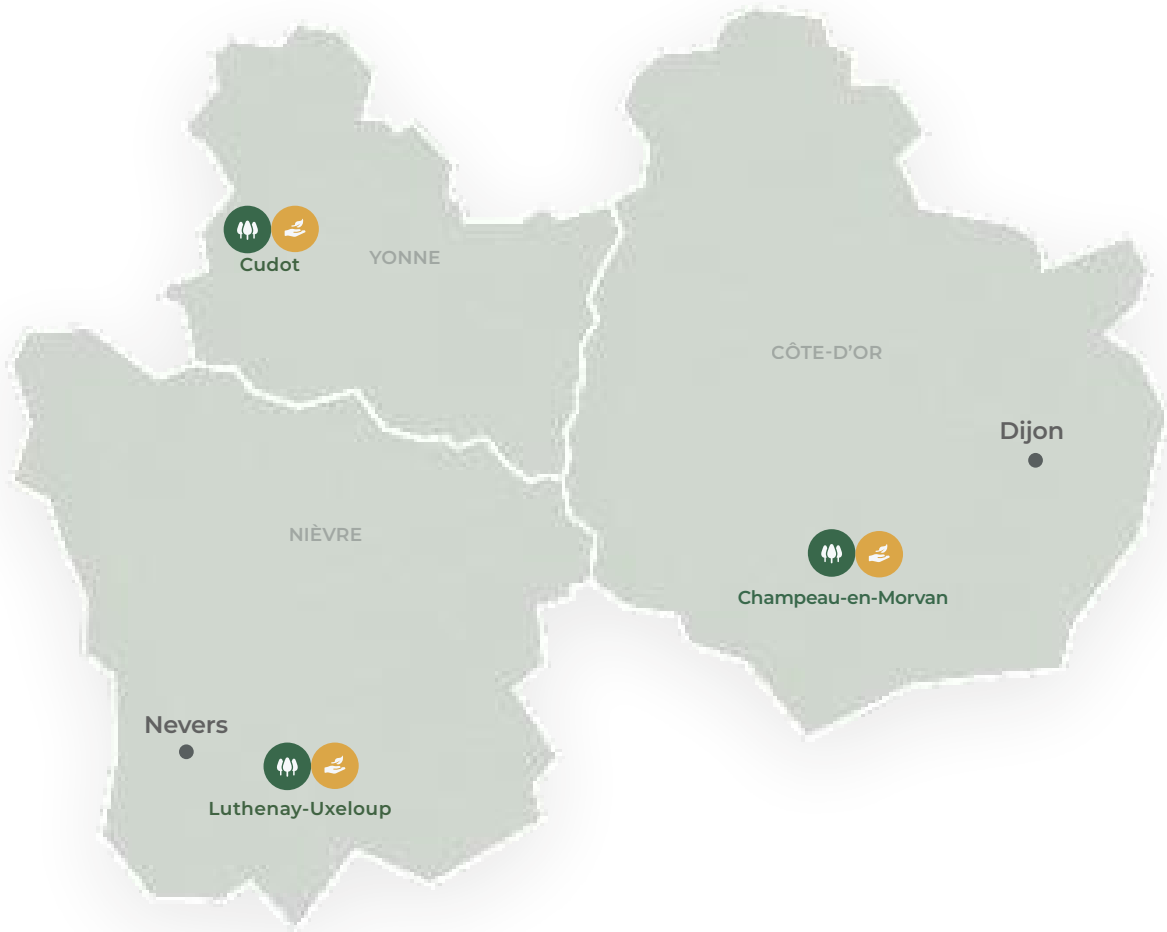 YONNE
Cudot
CÔTE-D’OR
Dijon
NIÈVRE
Champeau-en-Morvan
Nevers
Luthenay-Uxeloup